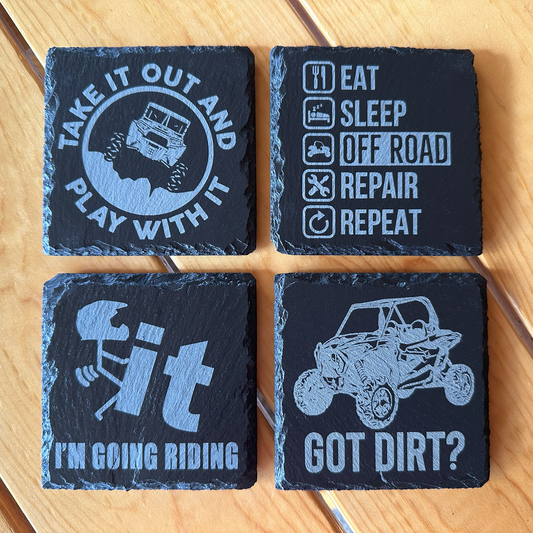 TAKE IT OUT AND
PLAY WITH IT
EAT
SLEEP
OFF ROAD
REPAIR
REPEAT
it
I'M GOING RIDING
GOT DIRT?